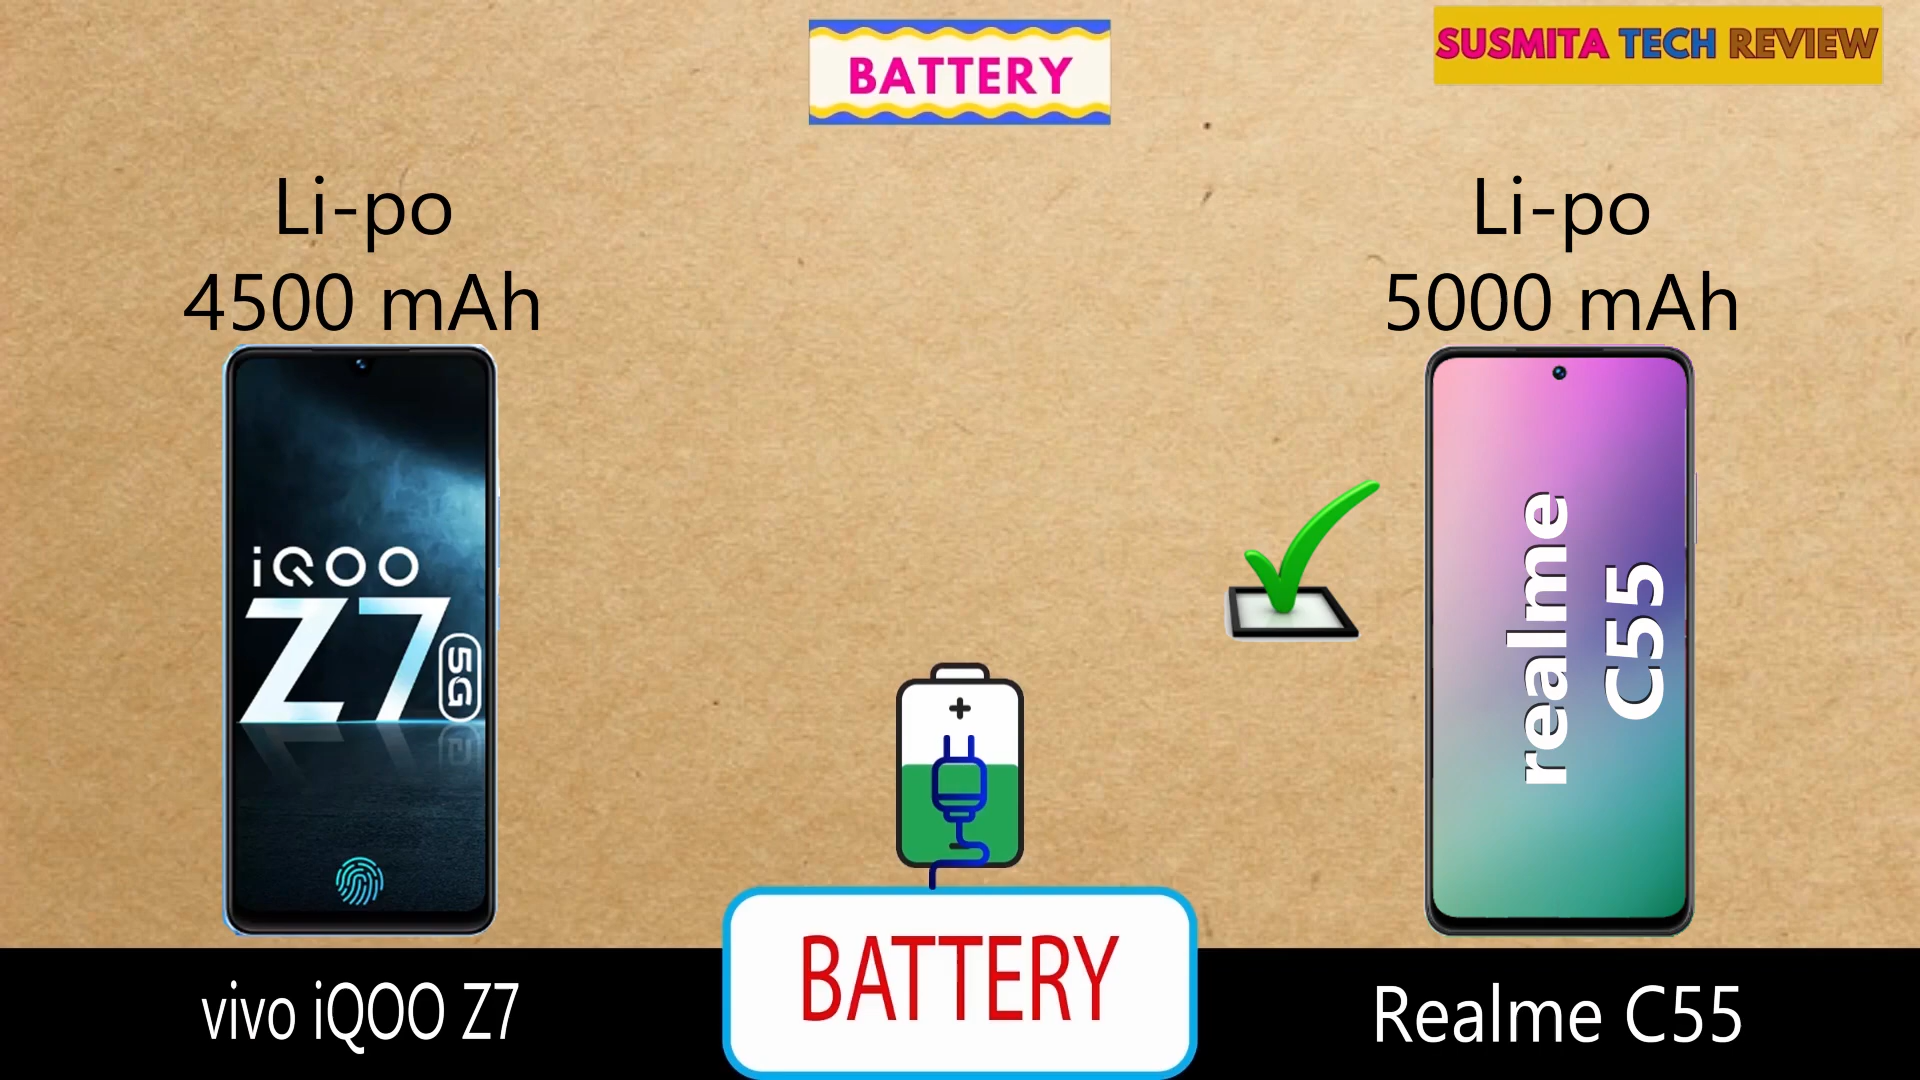 BATTERY
SUSMITA TECH REVIEW
Li-po
4500 mAh
Li-po
5000 mAh
iQOO
Z7
5G
realme
C55
vivo iQOO Z7
BATTERY
Realme C55